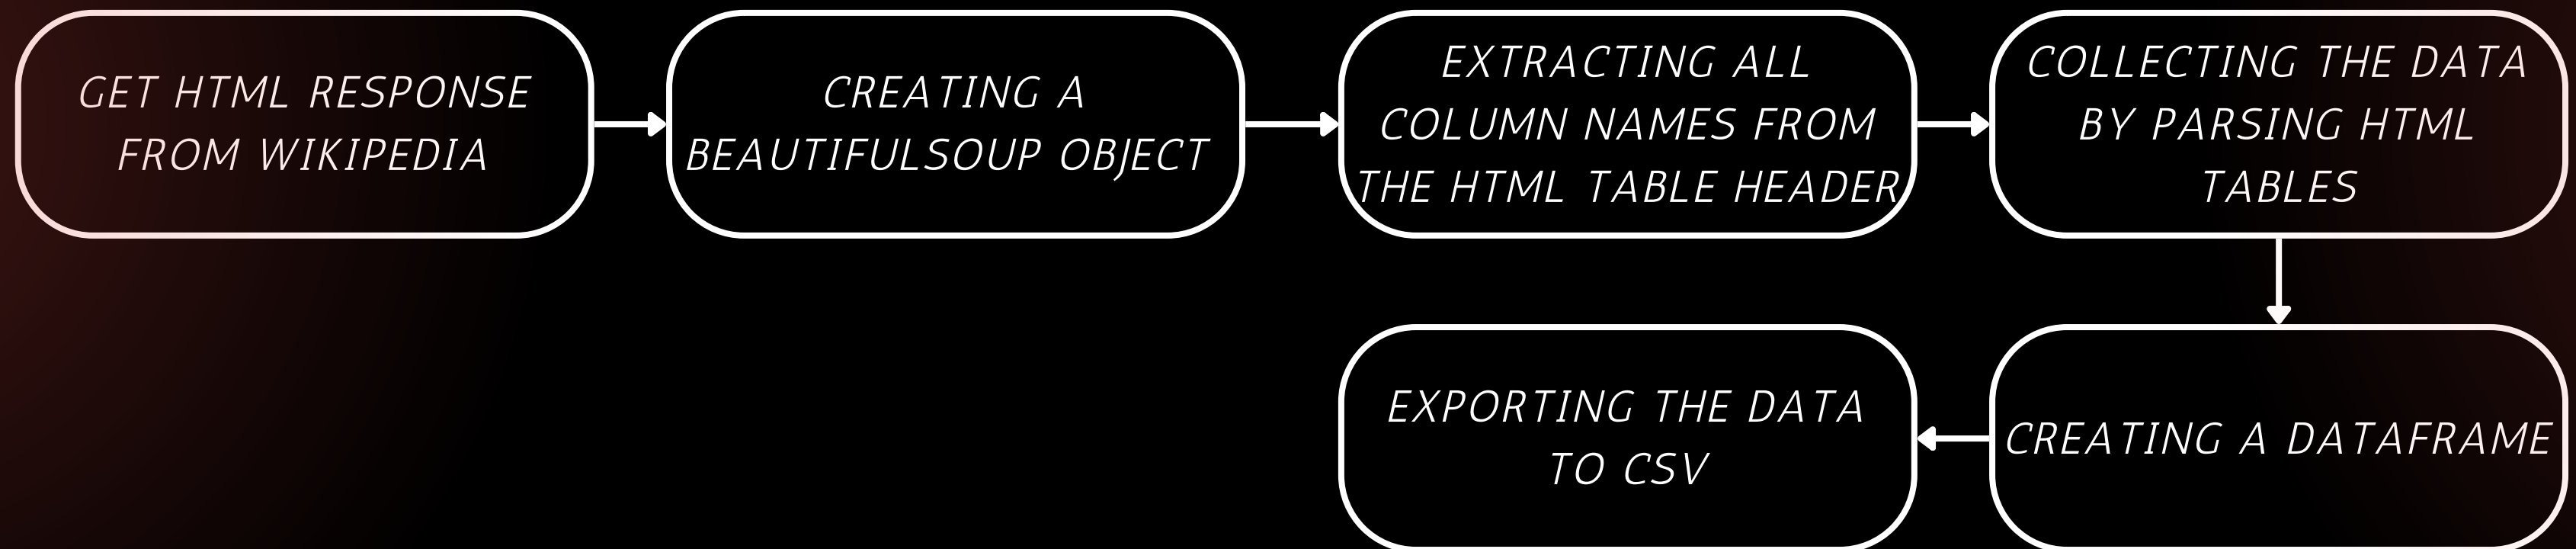 GET HTML RESPONSE
FROM WIKIPEDIA
CREATING A
BEAUTIFULSOUP OBJECT
EXTRACTING ALL
COLUMN NAMES FROM
THE HTML TABLE HEADER
COLLECTING THE DATA
BY PARSING HTML
TABLES
CREATING A DATAFRAME
EXPORTING THE DATA
TO CSV